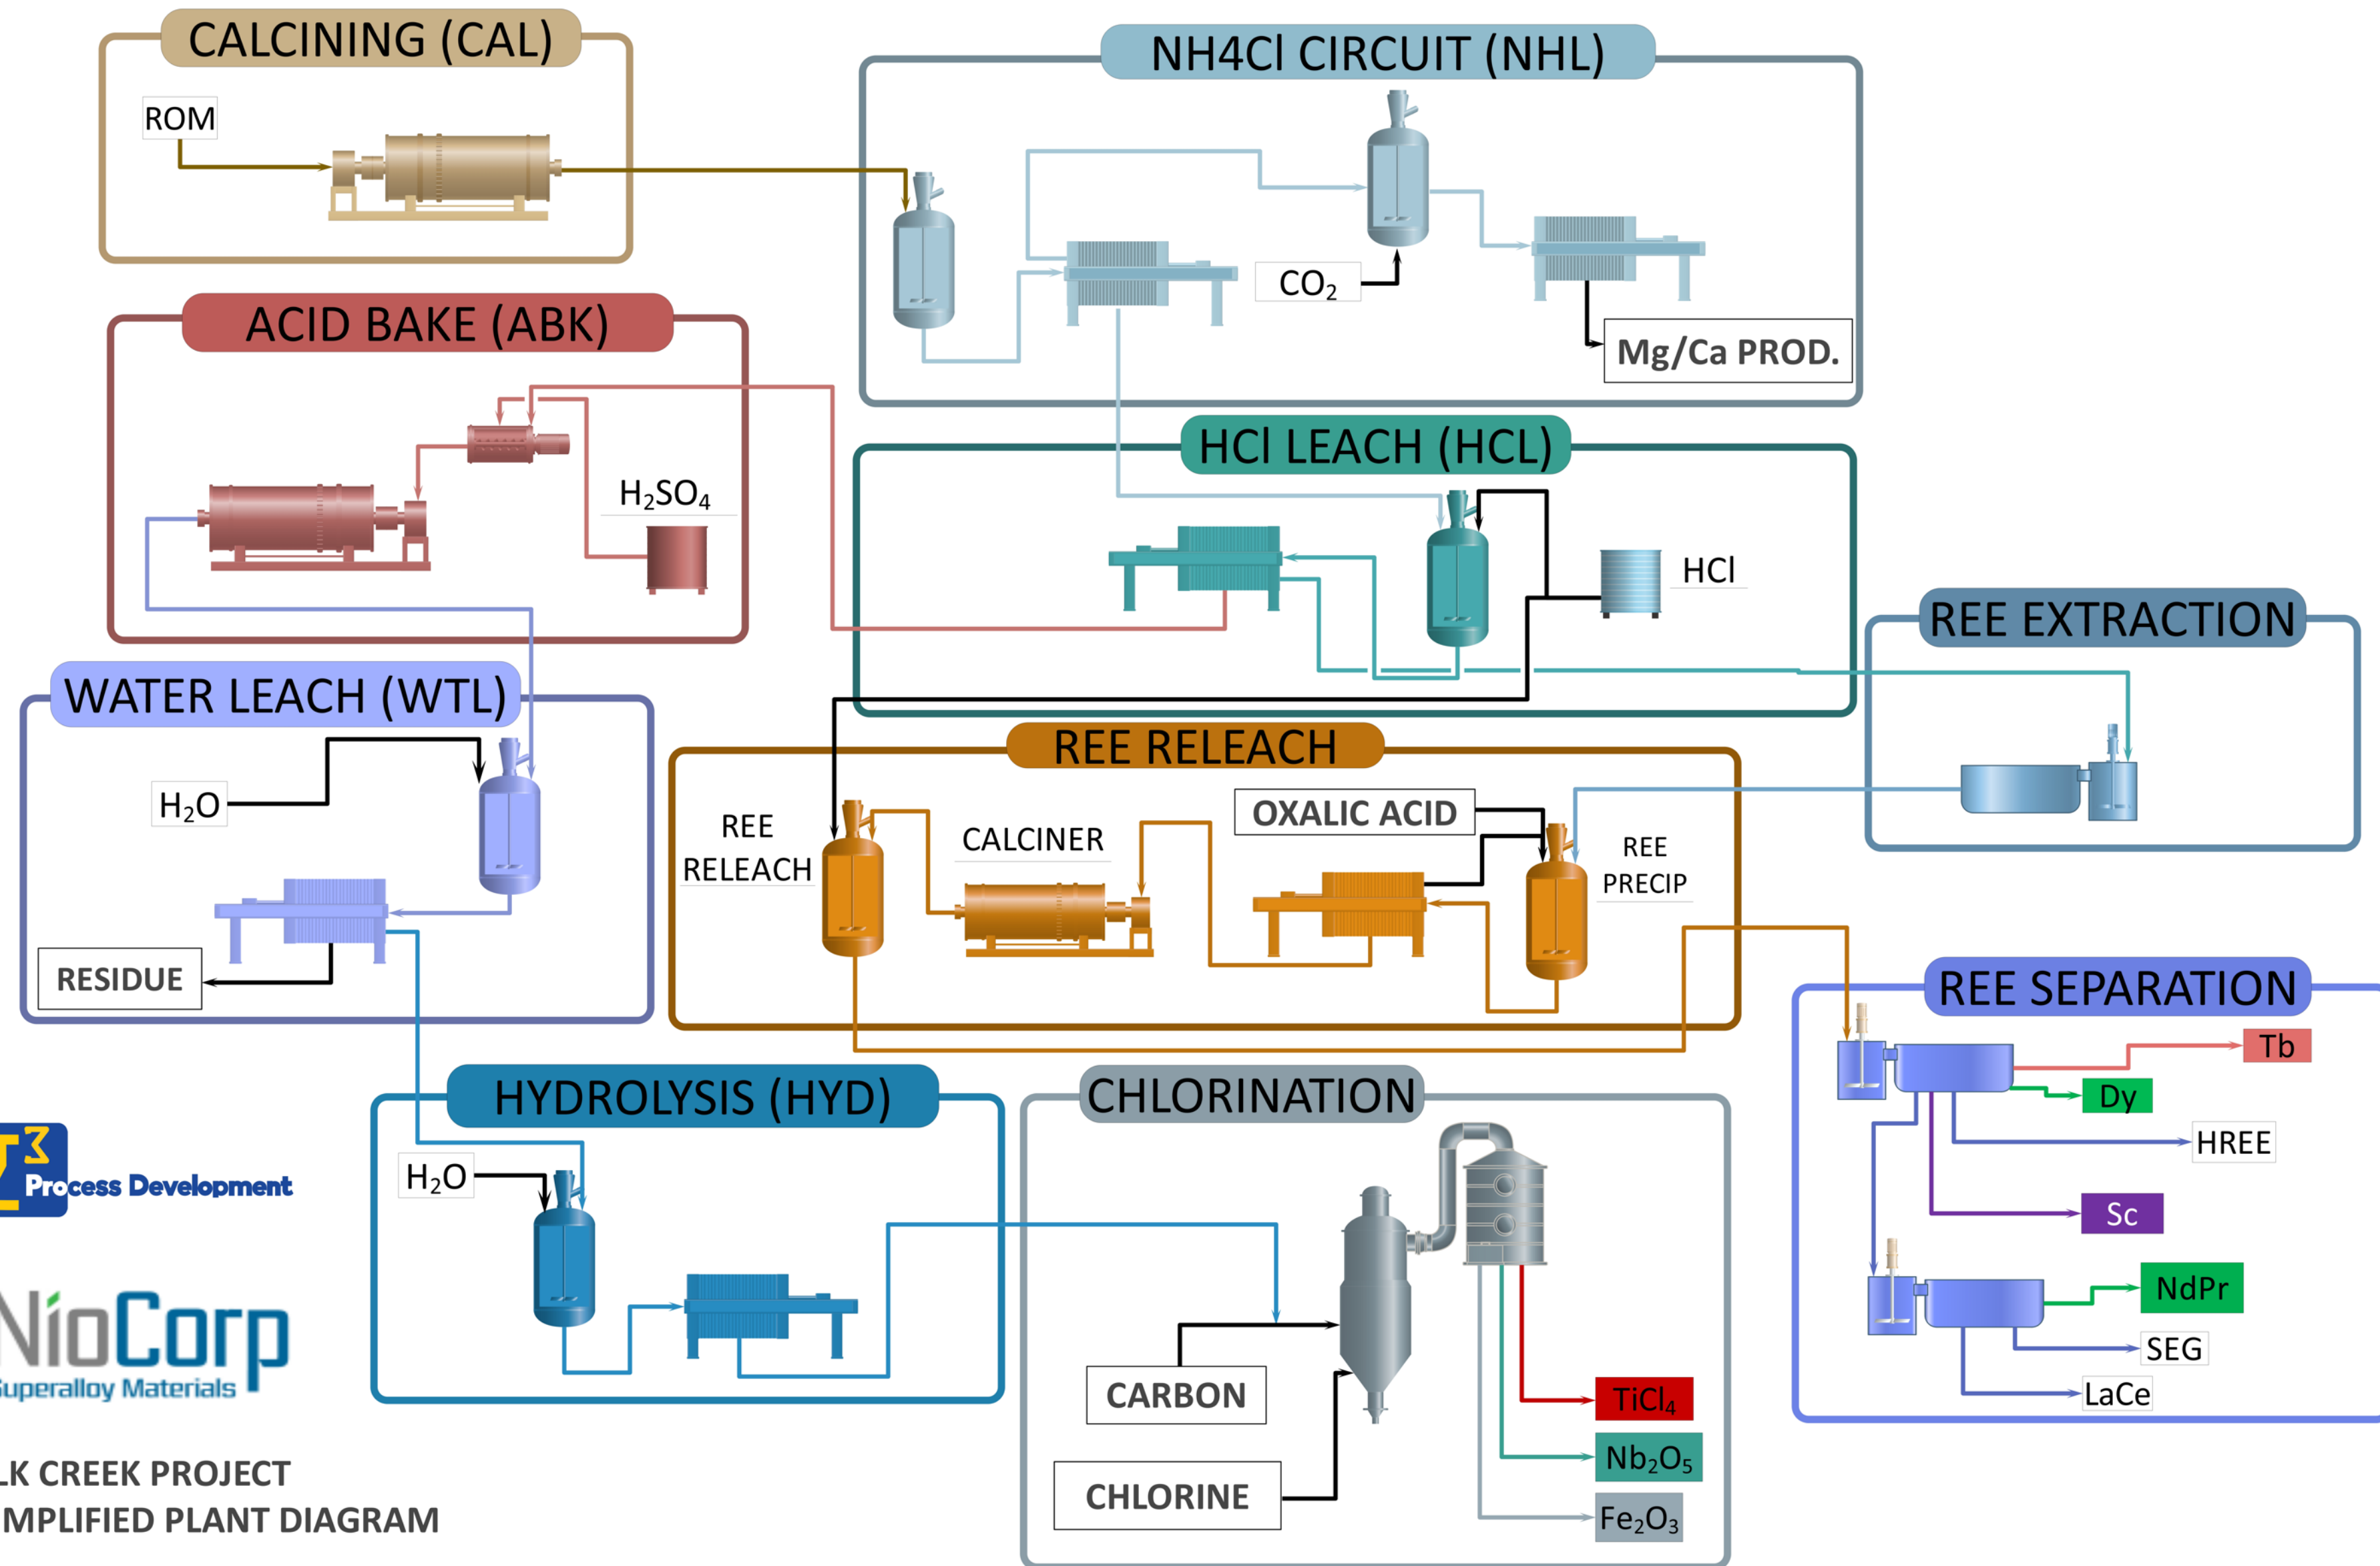 CALCINING (CAL)
ROM
NH4Cl CIRCUIT (NHL)
CO₂
Mg/Ca PROD.
ACID BAKE (ABK)
H₂SO₄
HCl LEACH (HCL)
HCl
REE EXTRACTION
WATER LEACH (WTL)
H₂O
RESIDUE
REE RELEACH
REE
RELEACH
CALCINER
OXALIC ACID
REE
PRECIP
REE SEPARATION
Tb
Dy
HREE
Sc
NdPr
SEG
LaCe
HYDROLYSIS (HYD)
H₂O
CHLORINATION
CARBON
CHLORINE
TiCl₄
Nb₂O₅
Fe₂O₃
Process Development
NioCorp
Superalloy Materials
LK CREEK PROJECT
MPLIFIED PLANT DIAGRAM